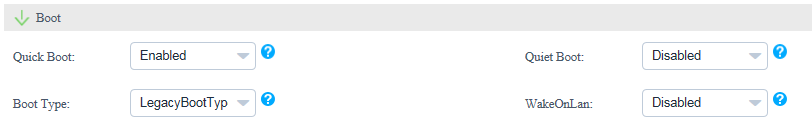 Boot
Quick Boot: Enabled ? Quiet Boot: Disabled ?
Boot Type: LegacyBootTyp ? WakeOnLan: Disabled ?